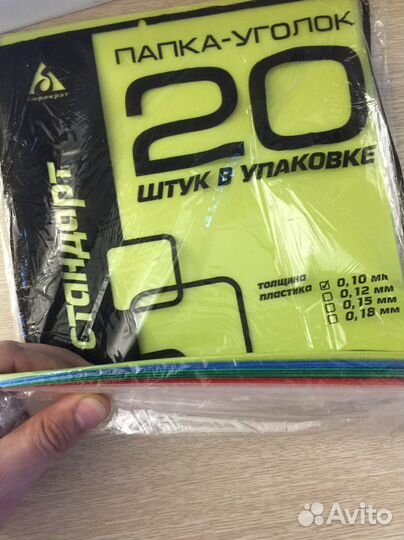 ПАПКА-УГОЛОК
20
ШТУК В УПАКОВКЕ
Бюрократ
стандарт
толщина
пластика
0,10 мм
0,12 мм
0,15 мм
0,18 мм
Avito